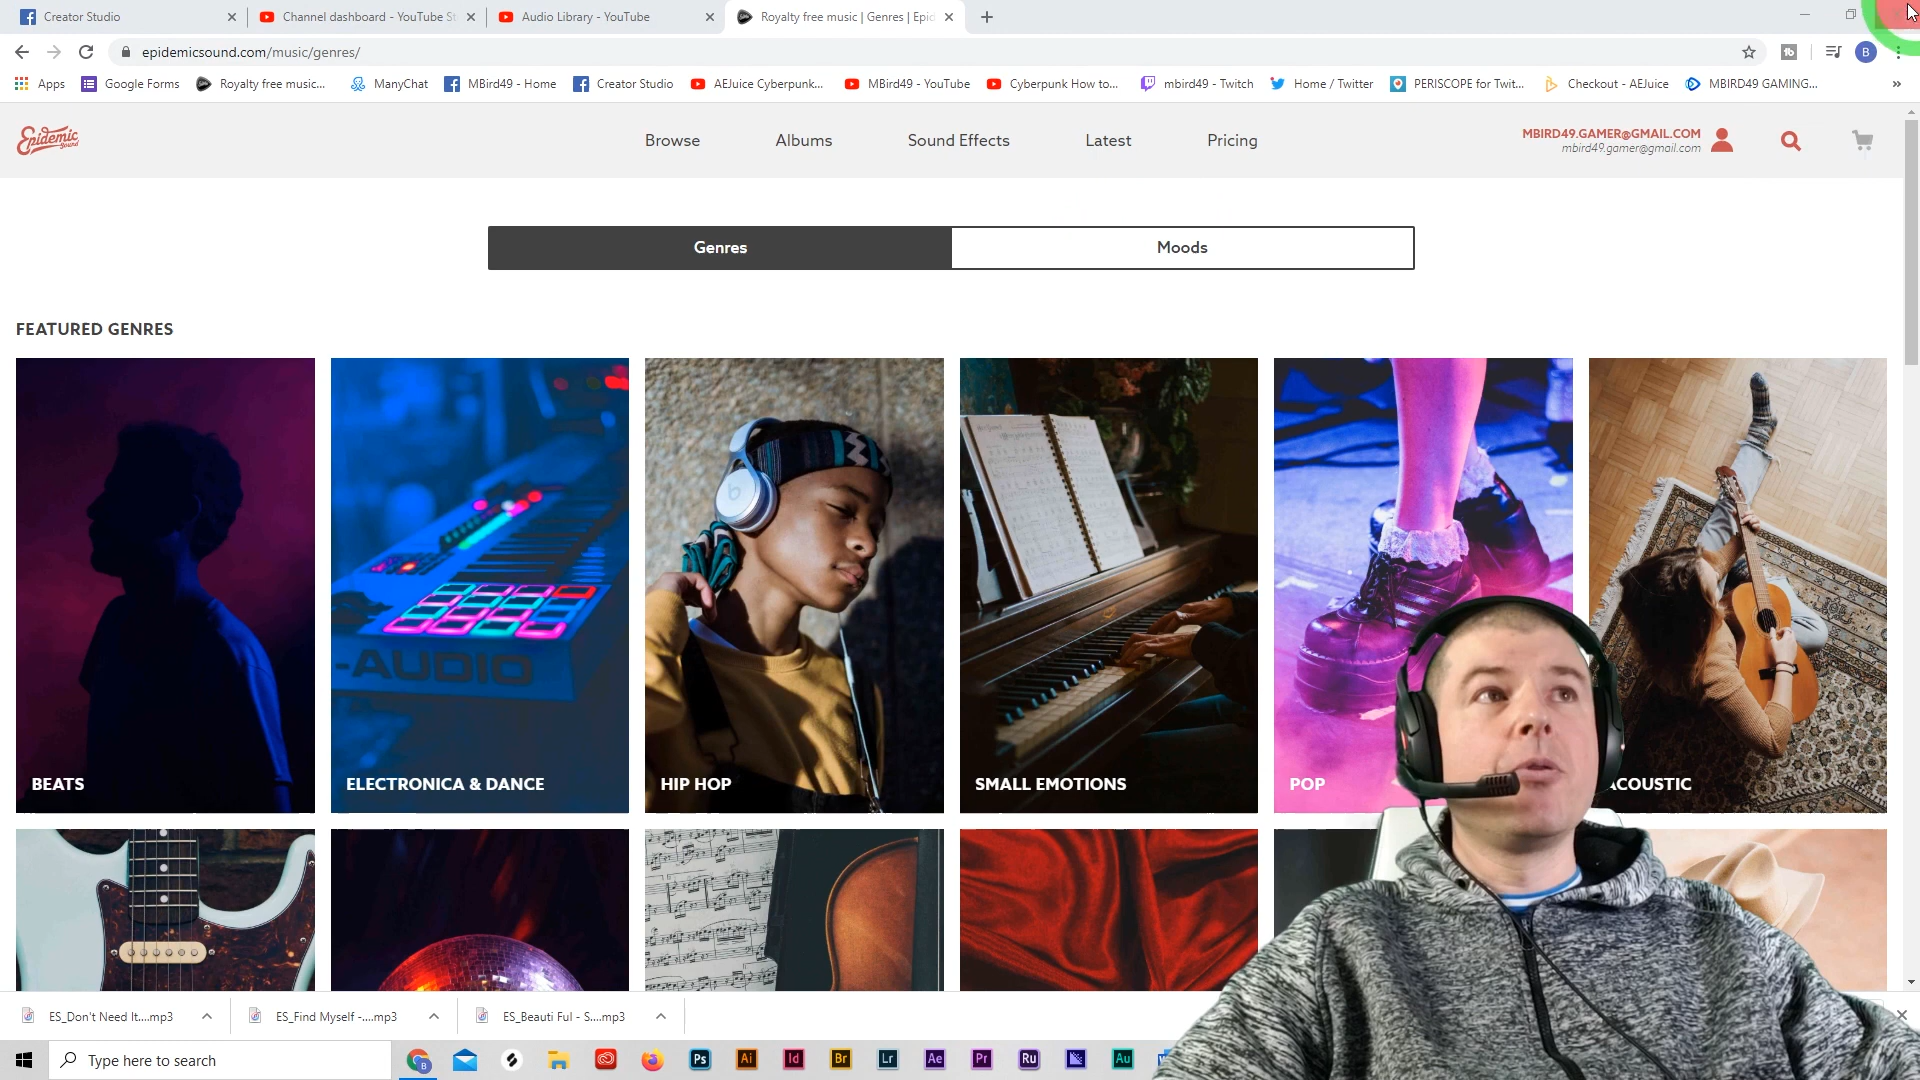 Creator Studio
Channel dashboard - YouTube St
Audio Library - YouTube
Royalty free music | Genres | Epid
epidemicsound.com/music/genres/
B
Apps
Google Forms
Royalty free music...
ManyChat
MBird49 - Home
Creator Studio
AEJuice Cyberpunk...
MBird49 - YouTube
Cyberpunk How to...
mbird49 - Twitch
Home / Twitter
PERISCOPE for Twit...
Checkout - AEJuice
MBIRD49 GAMING...
Epidemic Sound
Browse
Albums
Sound Effects
Latest
Pricing
MBIRD49.GAMER@GMAIL.COM
mbird49.gamer@gmail.com
Genres
Moods
FEATURED GENRES
-AUDIO
BEATS
ELECTRONICA & DANCE
HIP HOP
SMALL EMOTIONS
POP
ACOUSTIC
ES_Don't Need It....mp3
ES_Find Myself -....mp3
ES_Beauti Ful - S....mp3
Type here to search
B
Ps
Ai
Id
Br
Lr
Ae
Pr
Ru
Au